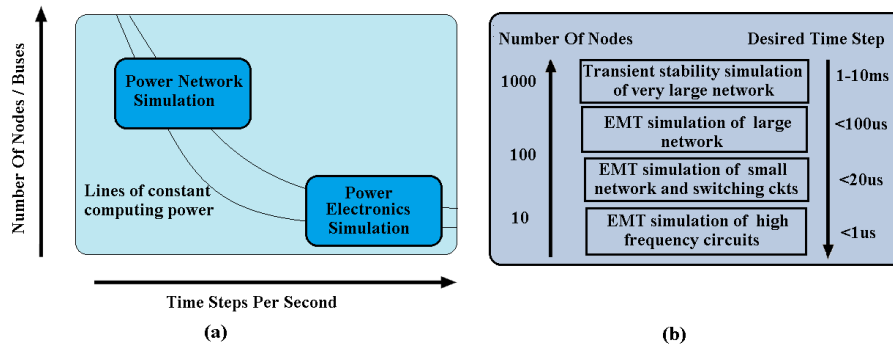 Number Of Nodes / Buses
Power Network
Simulation
Lines of constant
computing power
Power
Electronics
Simulation
Time Steps Per Second
(a)
Number Of Nodes
Desired Time Step
1000
100
10
Transient stability simulation
of very large network
EMT simulation of large
network
EMT simulation of small
network and switching ckts
EMT simulation of high
frequency circuits
1-10ms
<100us
<20us
<1us
(b)